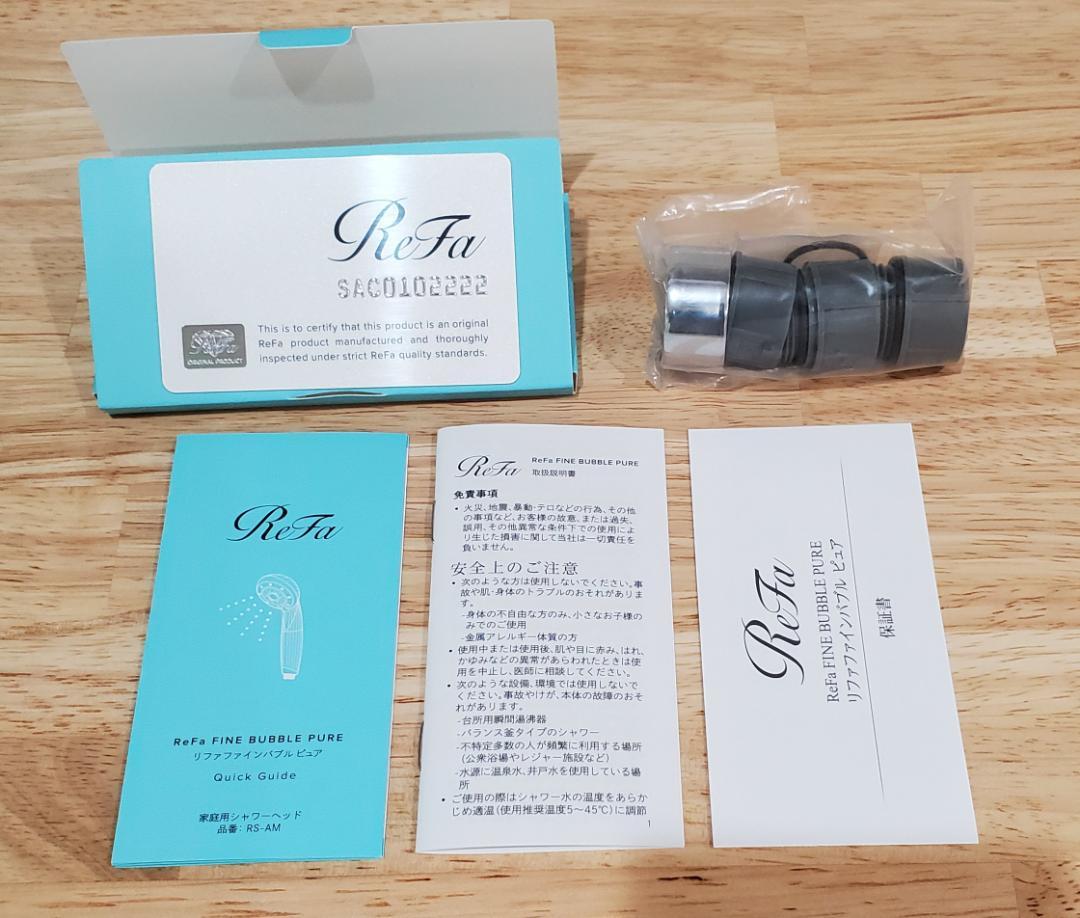 ReFa
SAC0102222
This is to certify that this product is an original
ReFa product manufactured and thoroughly
inspected under strict ReFa quality standards.
ReFa
ORIGINAL PRODUCT
ReFa
ReFa FINE BUBBLE PURE
リファファインバブル ピュア
Quick Guide
家庭用シャワーヘッド
品番：RS-AM
ReFa
ReFa FINE BUBBLE PURE
取扱説明書
免責事項
• 火災、地震、暴動・テロなどの行為、その他
の事項など、お客様の故意、または過失、
誤用、その他異常な条件下での使用によ
り生じた損害に関して当社は一切責任を
負いません。
安全上のご注意
• 次のような方は使用しないでください。事
故や肌・身体のトラブルのおそれがありま
す。
-身体の不自由な方のみ、小さなお子様の
みでのご使用
-金属アレルギー体質の方
• 使用中または使用後、肌や目に赤み、はれ、
かゆみなどの異常があらわれたときは使
用を中止し、医師に相談してください。
• 次のような設備、環境では使用しないで
ください。事故やけが、本体の故障のおそ
れがあります。
-台所用瞬間湯沸器
-バランス釜タイプのシャワー
-不特定多数の人が頻繁に利用する場所
(公衆浴場やレジャー施設など)
-水源に温泉水、井戸水を使用している場
所
• ご使用の際はシャワー水の温度をあらか
じめ適温(使用推奨温度5～45℃)に調節
1
ReFa
ReFa FINE BUBBLE PURE
リファファインバブル ピュア
保証書